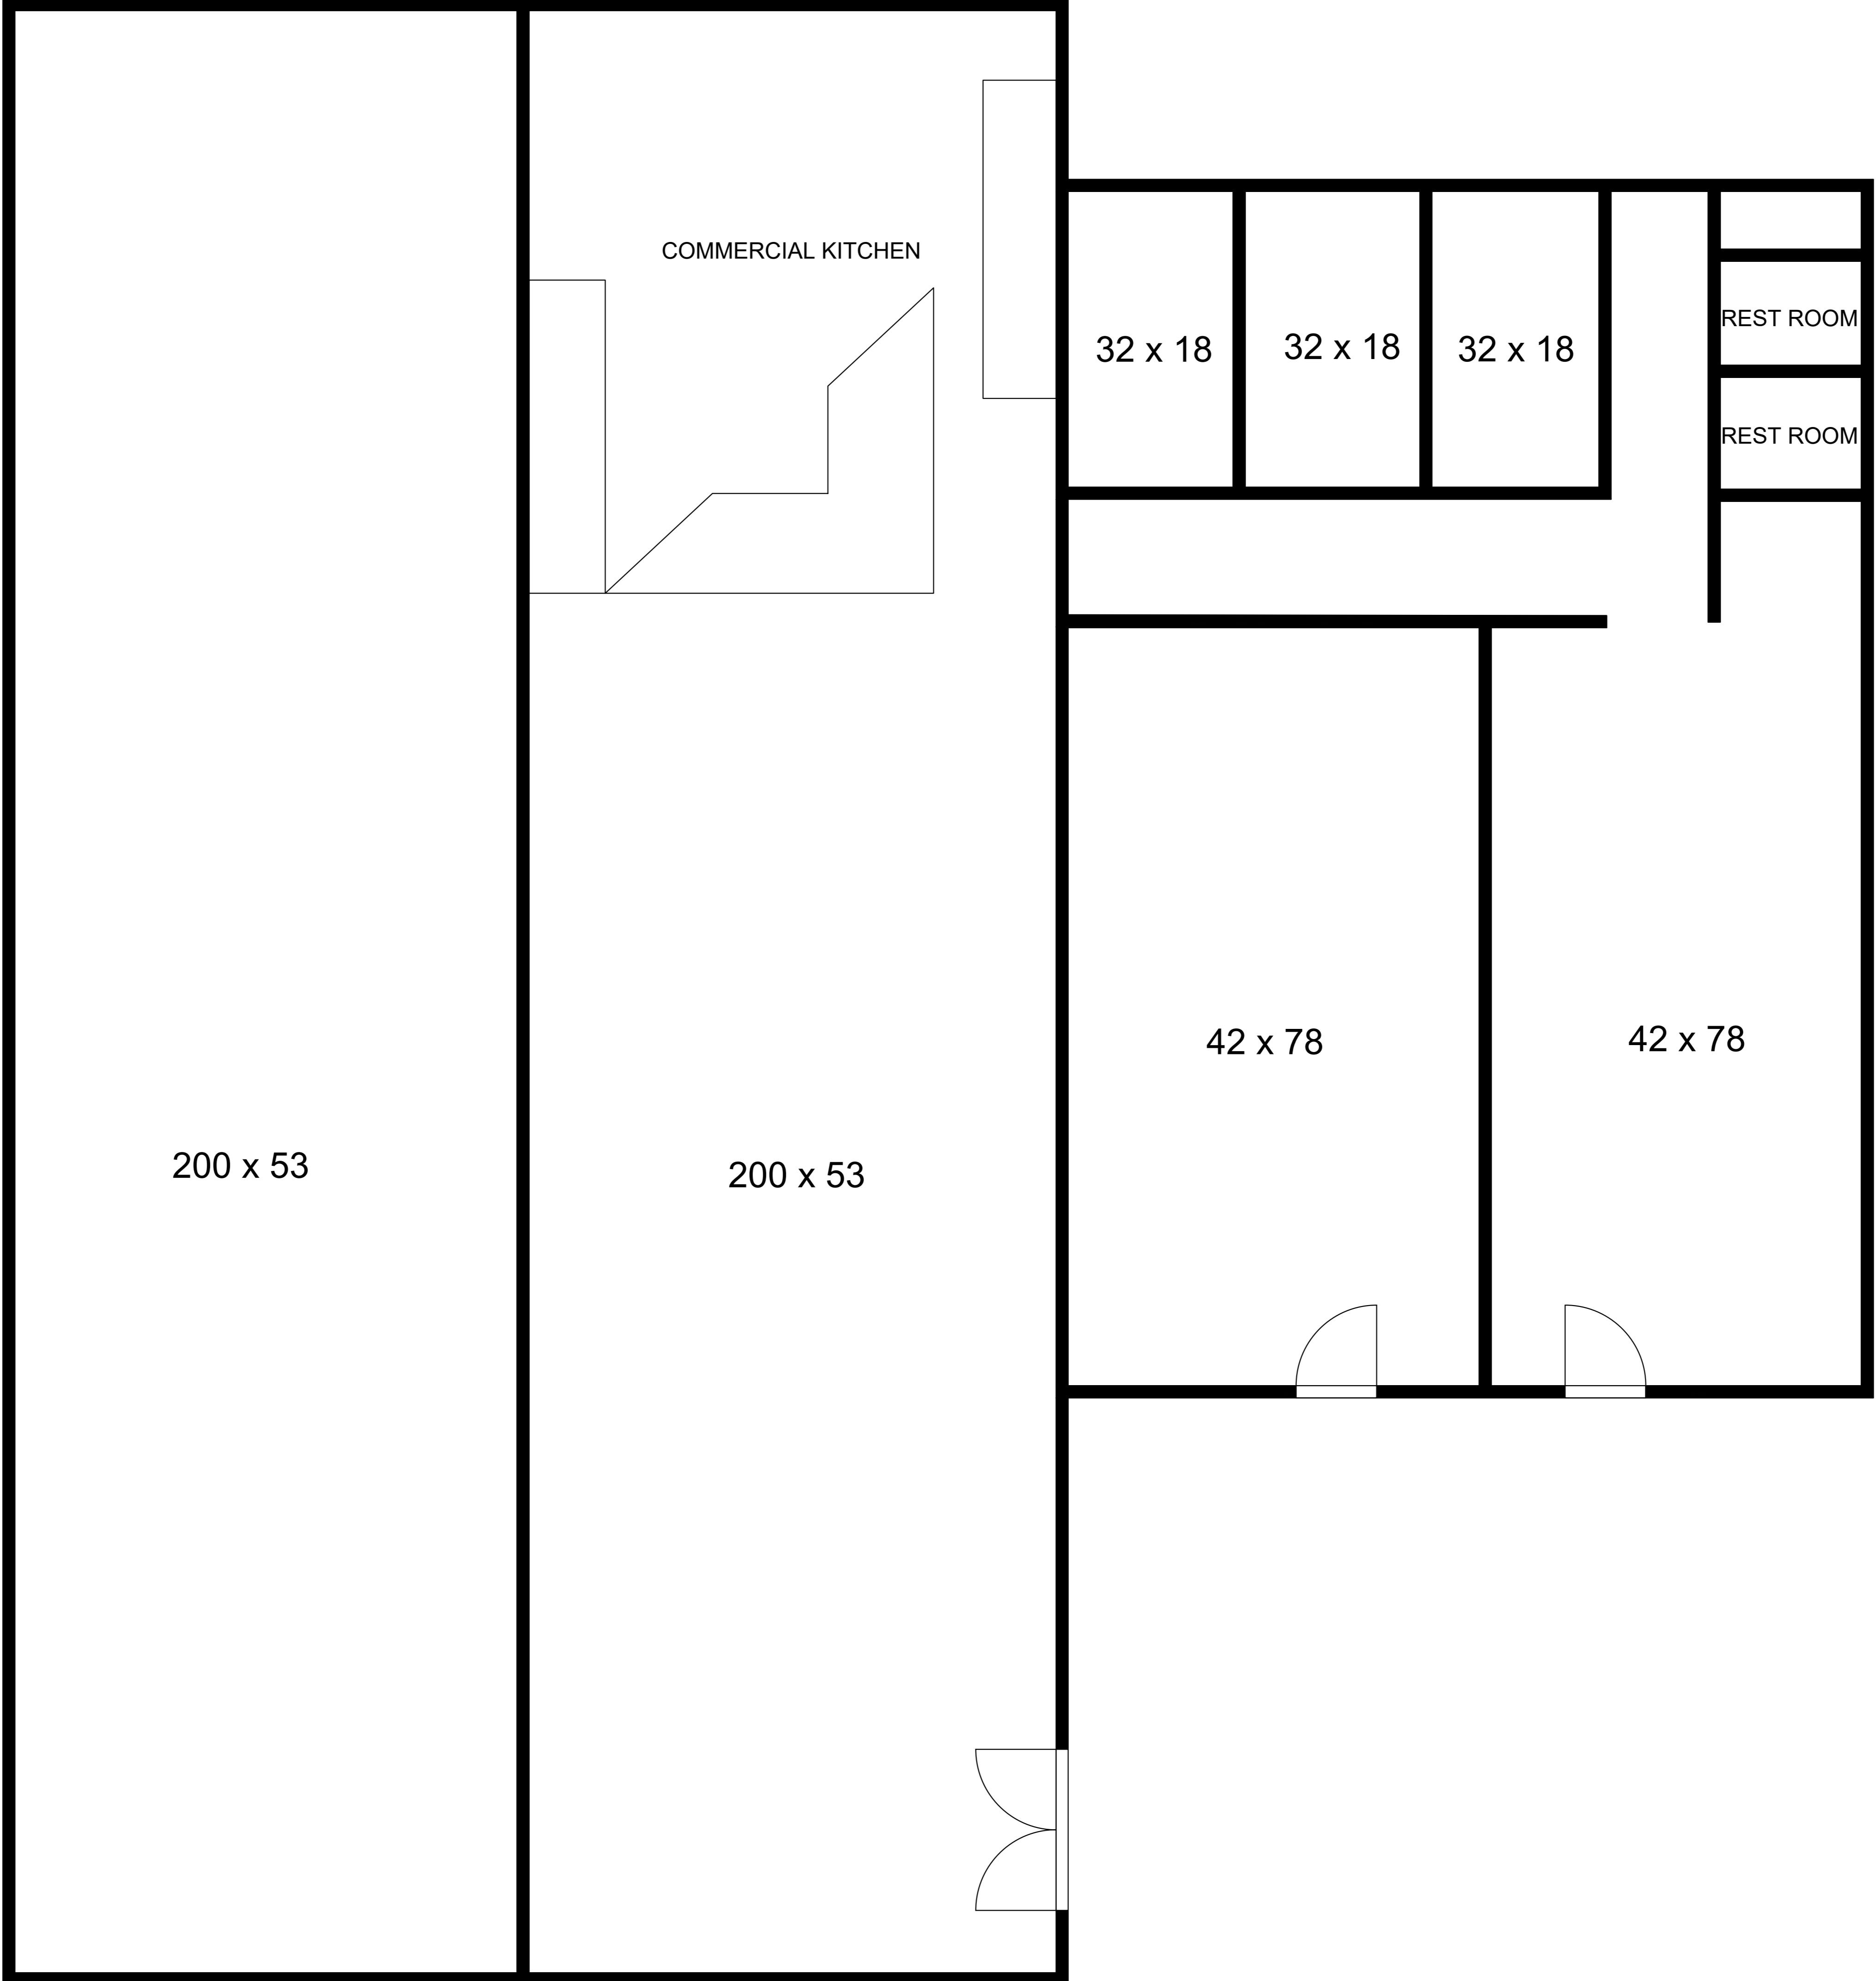 COMMERCIAL KITCHEN
REST ROOM
32 x 18
32 x 18
32 x 18
REST ROOM
42 x 78
42 x 78
200 x 53
200 x 53